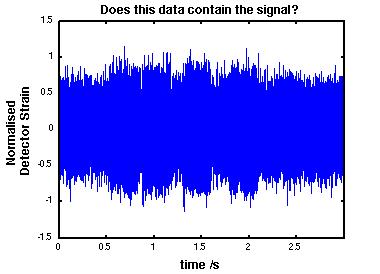 Does this data contain the signal?
1.5
1
0.5
0
-0.5
-1
-1.5
Normalised
Detector Strain
0 0.5 1 1.5 2 2.5
time /s